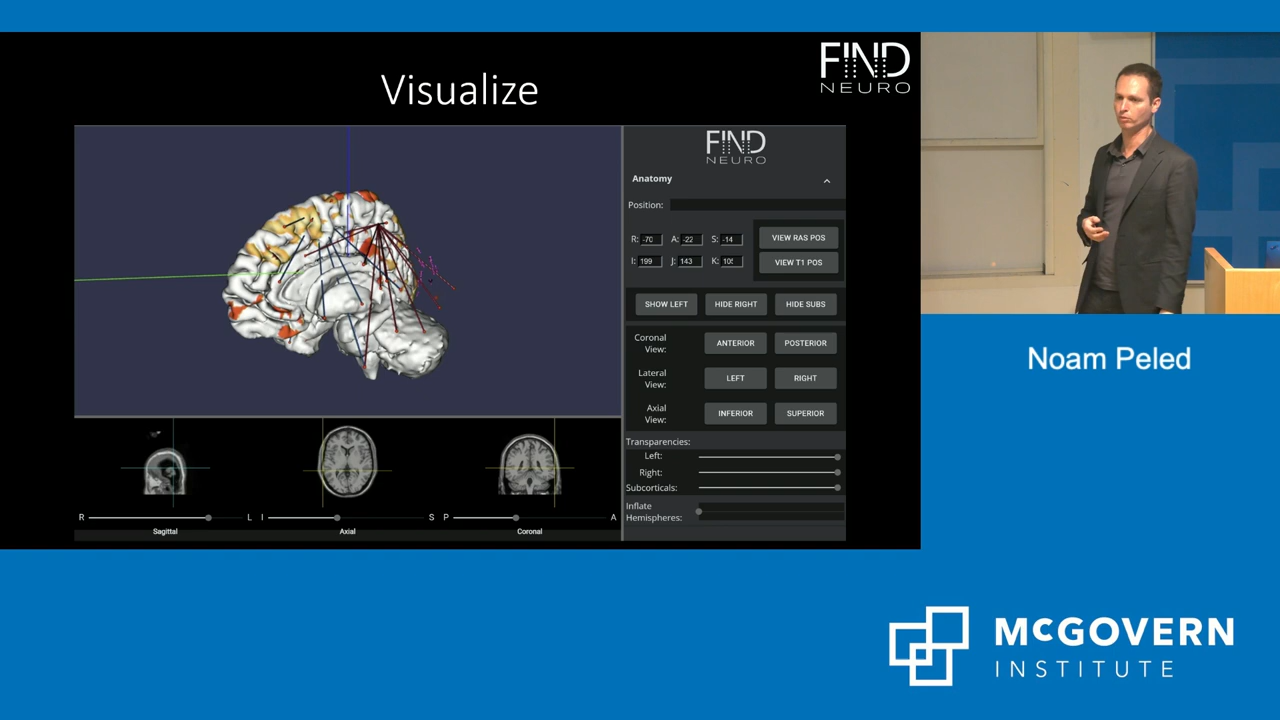 Visualize
FIND
NEURO
FIND
NEURO
Anatomy
Position:
R: -70 A: -22 S: -14
VIEW RAS POS
I: 199 J: 143 K:
VIEW T1 POS
SHOW LEFT HIDE RIGHT HIDE SUBS
Coronal View: ANTERIOR POSTERIOR
Lateral View: LEFT RIGHT
Axial View: INFERIOR SUPERIOR
Transparencies:
Left:
Right:
Subcorticals:
Inflate
Hemispheres:
R L I S P A
Sagittal Axial Coronal
Noam Peled
McGOVERN
INSTITUTE